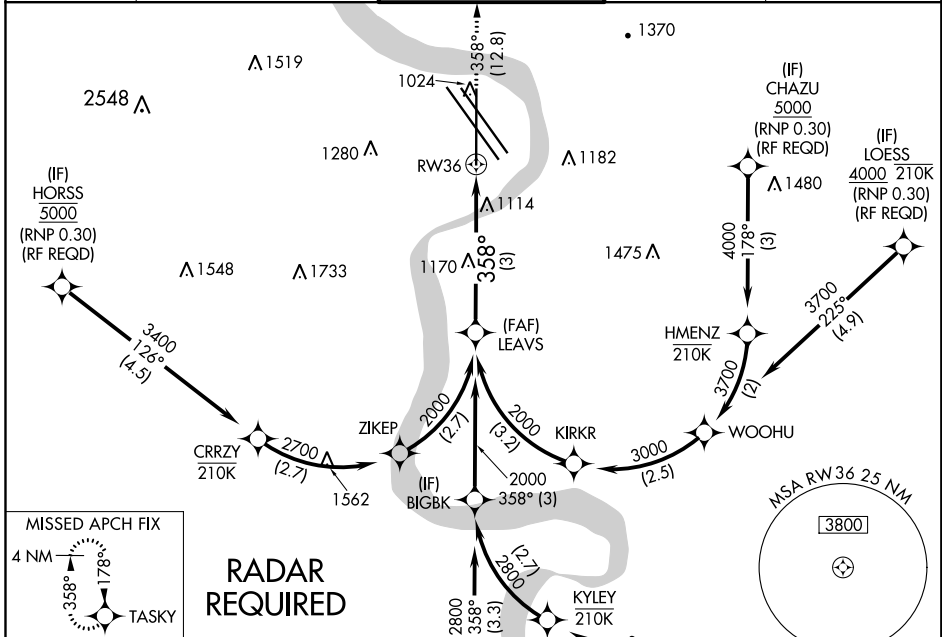 358°
(12.8)
1370
1519
1024
2548
(IF)
CHAZU
5000
(RNP 0.30)
(RF REQD)
(IF)
LOESS
4000 210K
(RNP 0.30)
(RF REQD)
1280
RW36
1182
1480
(IF)
HORSS
5000
(RNP 0.30)
(RF REQD)
1114
358°
(3)
4000
178°
(3)
1548
1733
1170
1475
3700
225°
(4.9)
3400
126°
(4.5)
(FAF)
LEAVS
HMENZ
210K
3700
(2)
ZIKEP
2000
(2.7)
2000
(3.2)
KIRKR
WOOHU
CRRZY
210K
2700
(2.7)
1562
3000
(2.5)
(IF)
BIGBK
2000
358° (3)
MSA RW36 25 NM
3800
MISSED APCH FIX
4 NM
358°
178°
TASKY
RADAR
REQUIRED
2800
358°
(3.3)
(2.7)
2800
KYLEY
210K